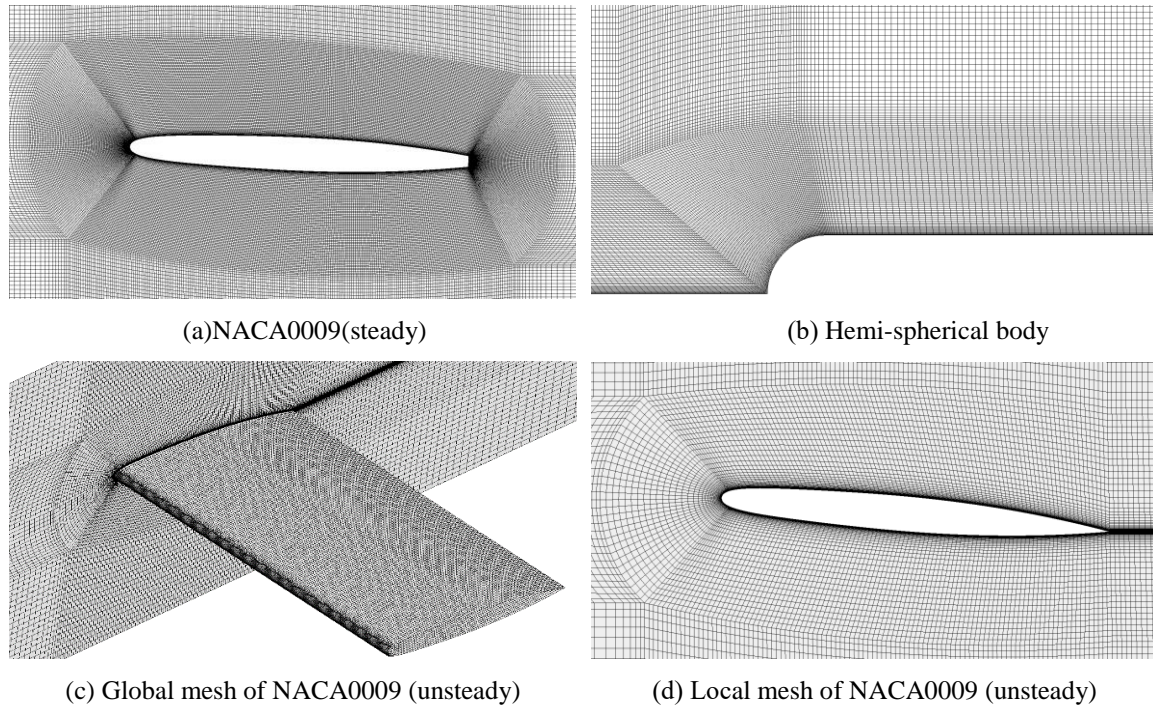 (a)NACA0009(steady)
(b) Hemi-spherical body
(c) Global mesh of NACA0009 (unsteady)
(d) Local mesh of NACA0009 (unsteady)